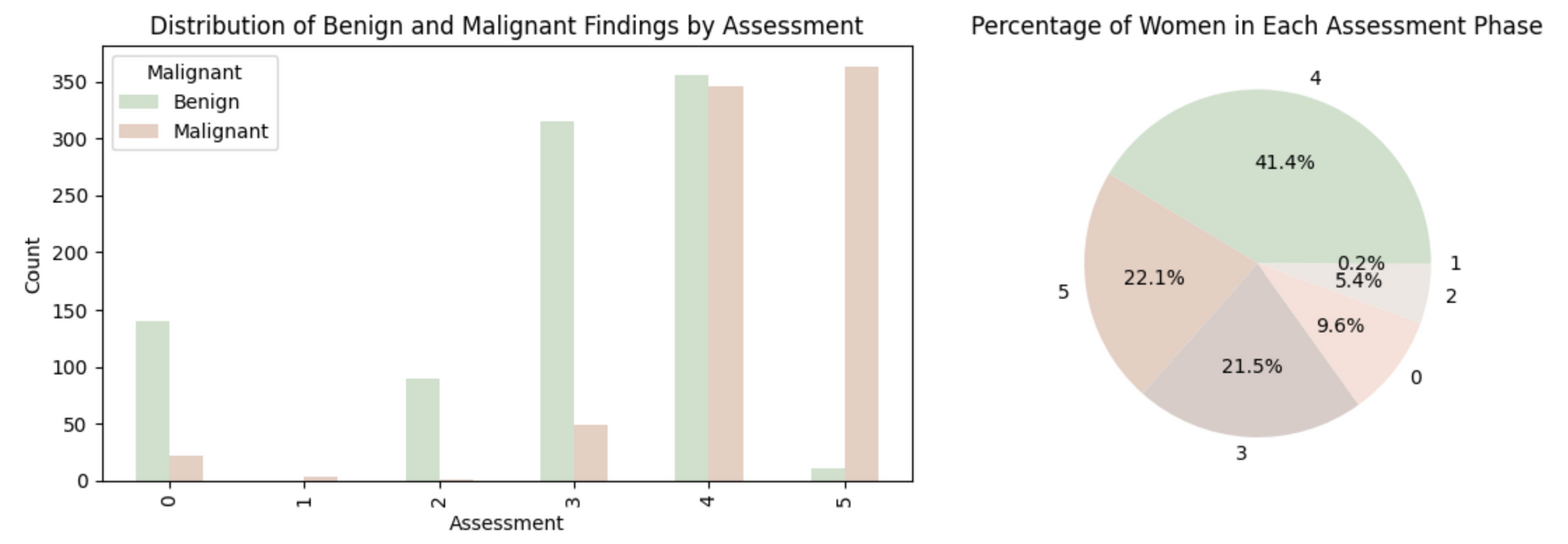 Distribution of Benign and Malignant Findings by Assessment
Malignant
Benign
Malignant
350
300
250
200
150
100
50
0
Count
0 1 2 3 4 5
Assessment
Percentage of Women in Each Assessment Phase
4
41.4%
0.2% 1
5.4%
2
22.1%
5
9.6%
21.5%
0
3